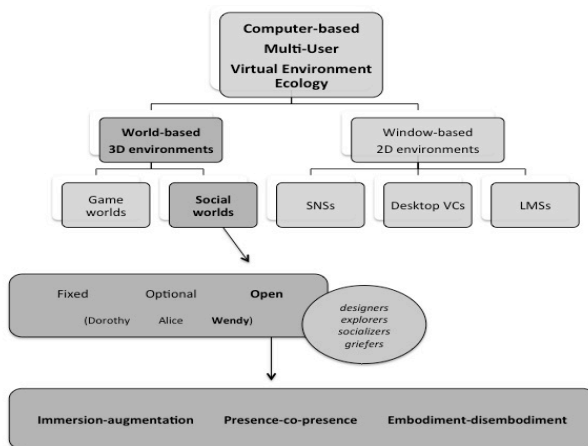 Computer-based
Multi-User
Virtual Environment
Ecology
World-based
3D environments
Window-based
2D environments
Game
worlds
Social
worlds
SNSs
Desktop VCs
LMSs
Fixed Optional Open
(Dorothy Alice Wendy)
designers
explorers
socializers
griefers
Immersion-augmentation Presence-co-presence Embodiment-disembodiment